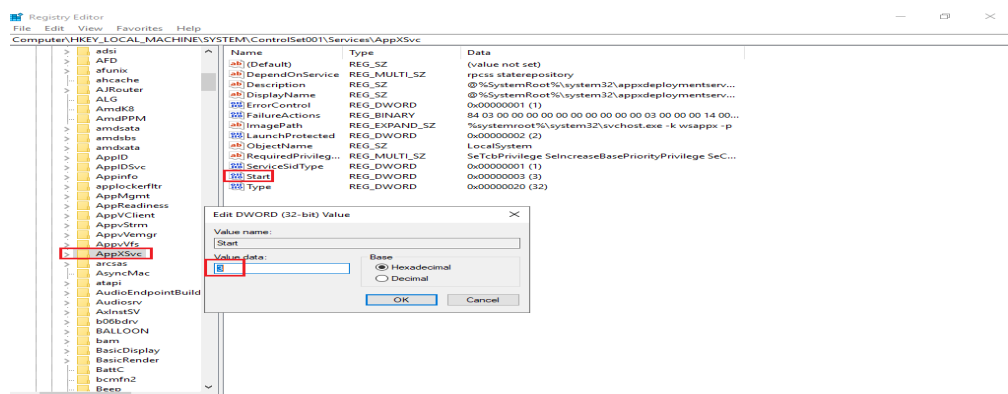 Registry Editor
File Edit View Favorites Help
Computer\HKEY_LOCAL_MACHINE\SYSTEM\ControlSet001\Services\AppXSvc
adsi
AFD
afunix
ahcache
AJRouter
ALG
AmdK8
AmdPPM
amdsata
amdsbs
amdxata
AppID
AppIDSvc
Appinfo
applockerfltr
AppMgmt
AppReadiness
AppVClient
AppvStrm
AppvVemgr
AppvVfs
AppXSvc
arcsas
AsyncMac
atapi
AudioEndpointBuild
Audiosrv
AxInstSV
b06bdrv
BALLOON
bam
BasicDisplay
BasicRender
BattC
bcmfn2
Beep
Name Type Data
(Default) REG_SZ (value not set)
DependOnService REG_MULTI_SZ rpcss staterepository
Description REG_SZ @%SystemRoot%\system32\appxdeploymentserv...
DisplayName REG_SZ @%SystemRoot%\system32\appxdeploymentserv...
ErrorControl REG_DWORD 0x00000001 (1)
FailureActions REG_BINARY 84 03 00 00 00 00 00 00 00 00 00 00 03 00 00 00 14 00...
ImagePath REG_EXPAND_SZ %systemroot%\system32\svchost.exe -k wsappx -p
LaunchProtected REG_DWORD 0x00000002 (2)
ObjectName REG_SZ LocalSystem
RequiredPrivileg... REG_MULTI_SZ SeTcbPrivilege SeIncreaseBasePriorityPrivilege SeC...
ServiceSidType REG_DWORD 0x00000001 (1)
Start REG_DWORD 0x00000003 (3)
Type REG_DWORD 0x00000020 (32)
Edit DWORD (32-bit) Value
Value name:
Start
Value data:
3
Base
Hexadecimal
Decimal
OK Cancel